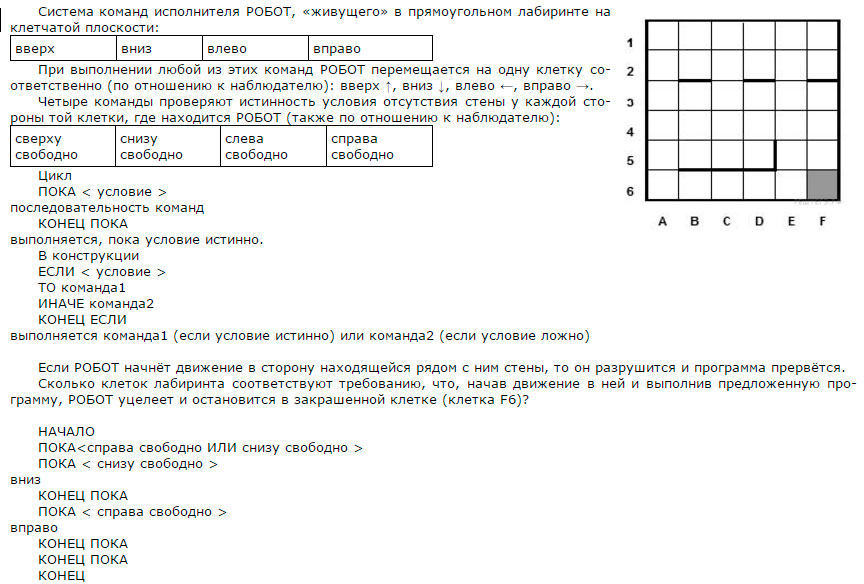 Система команд исполнителя РОБОТ, «живущего» в прямоугольном лабиринте на
клетчатой плоскости:
вверх вниз влево вправо
При выполнении любой из этих команд РОБОТ перемещается на одну клетку со-
ответственно (по отношению к наблюдателю): вверх ↑, вниз ↓, влево ←, вправо →.
Четыре команды проверяют истинность условия отсутствия стены у каждой сто-
роны той клетки, где находится РОБОТ (также по отношению к наблюдателю):
сверху снизу слева справа
свободно свободно свободно свободно
Цикл
ПОКА < условие >
последовательность команд
КОНЕЦ ПОКА
выполняется, пока условие истинно.
В конструкции
ЕСЛИ < условие >
ТО команда1
ИНАЧЕ команда2
КОНЕЦ ЕСЛИ
выполняется команда1 (если условие истинно) или команда2 (если условие ложно)
1
2
3
4
5
6
A B C D E F
Если РОБОТ начнёт движение в сторону находящейся рядом с ним стены, то он разрушится и программа прервётся.
Сколько клеток лабиринта соответствуют требованию, что, начав движение в ней и выполнив предложенную про-
грамму, РОБОТ уцелеет и остановится в закрашенной клетке (клетка F6)?
НАЧАЛО
ПОКА<справа свободно ИЛИ снизу свободно >
ПОКА < снизу свободно >
вниз
КОНЕЦ ПОКА
ПОКА < справа свободно >
вправо
КОНЕЦ ПОКА
КОНЕЦ ПОКА
КОНЕЦ